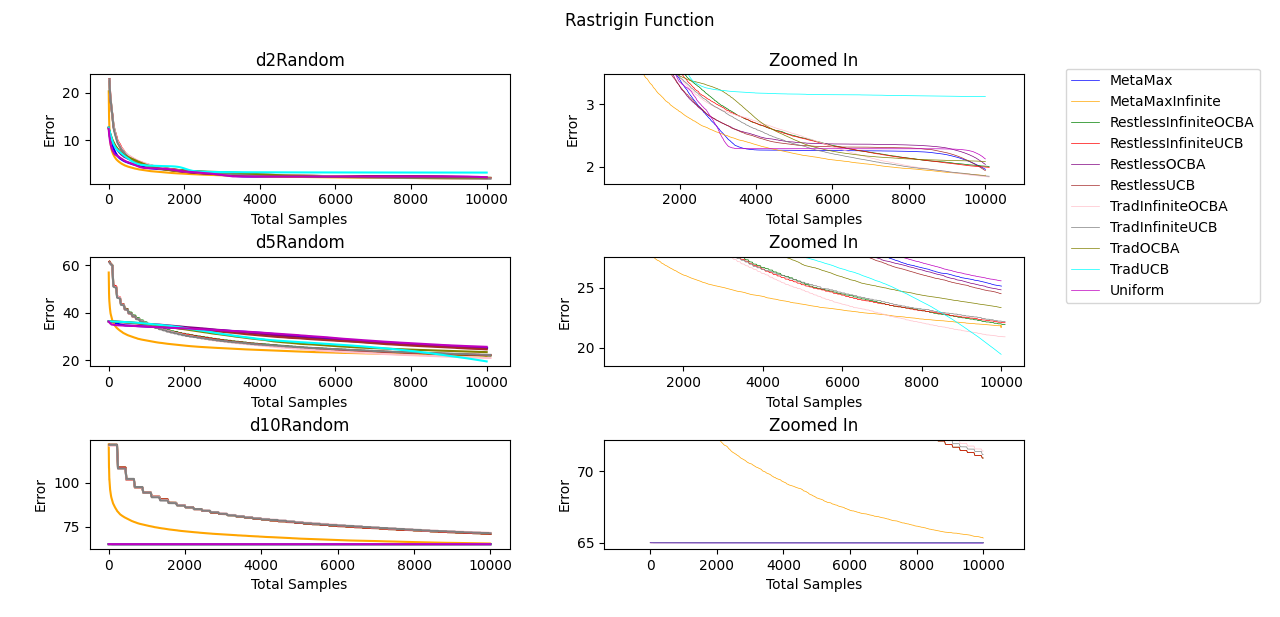 Rastrigin Function
d2Random
Error
20
10
0 2000 4000 6000 8000 10000
Total Samples
Zoomed In
Error
3
2
2000 4000 6000 8000 10000
Total Samples
MetaMax
MetaMaxInfinite
RestlessInfiniteOCBA
RestlessInfiniteUCB
RestlessOCBA
RestlessUCB
TradInfiniteOCBA
TradInfiniteUCB
TradOCBA
TradUCB
Uniform
d5Random
Error
60
40
20
0 2000 4000 6000 8000 10000
Total Samples
Zoomed In
Error
25
20
2000 4000 6000 8000 10000
Total Samples
d10Random
Error
100
75
0 2000 4000 6000 8000 10000
Total Samples
Zoomed In
Error
70
65
0 2000 4000 6000 8000 10000
Total Samples